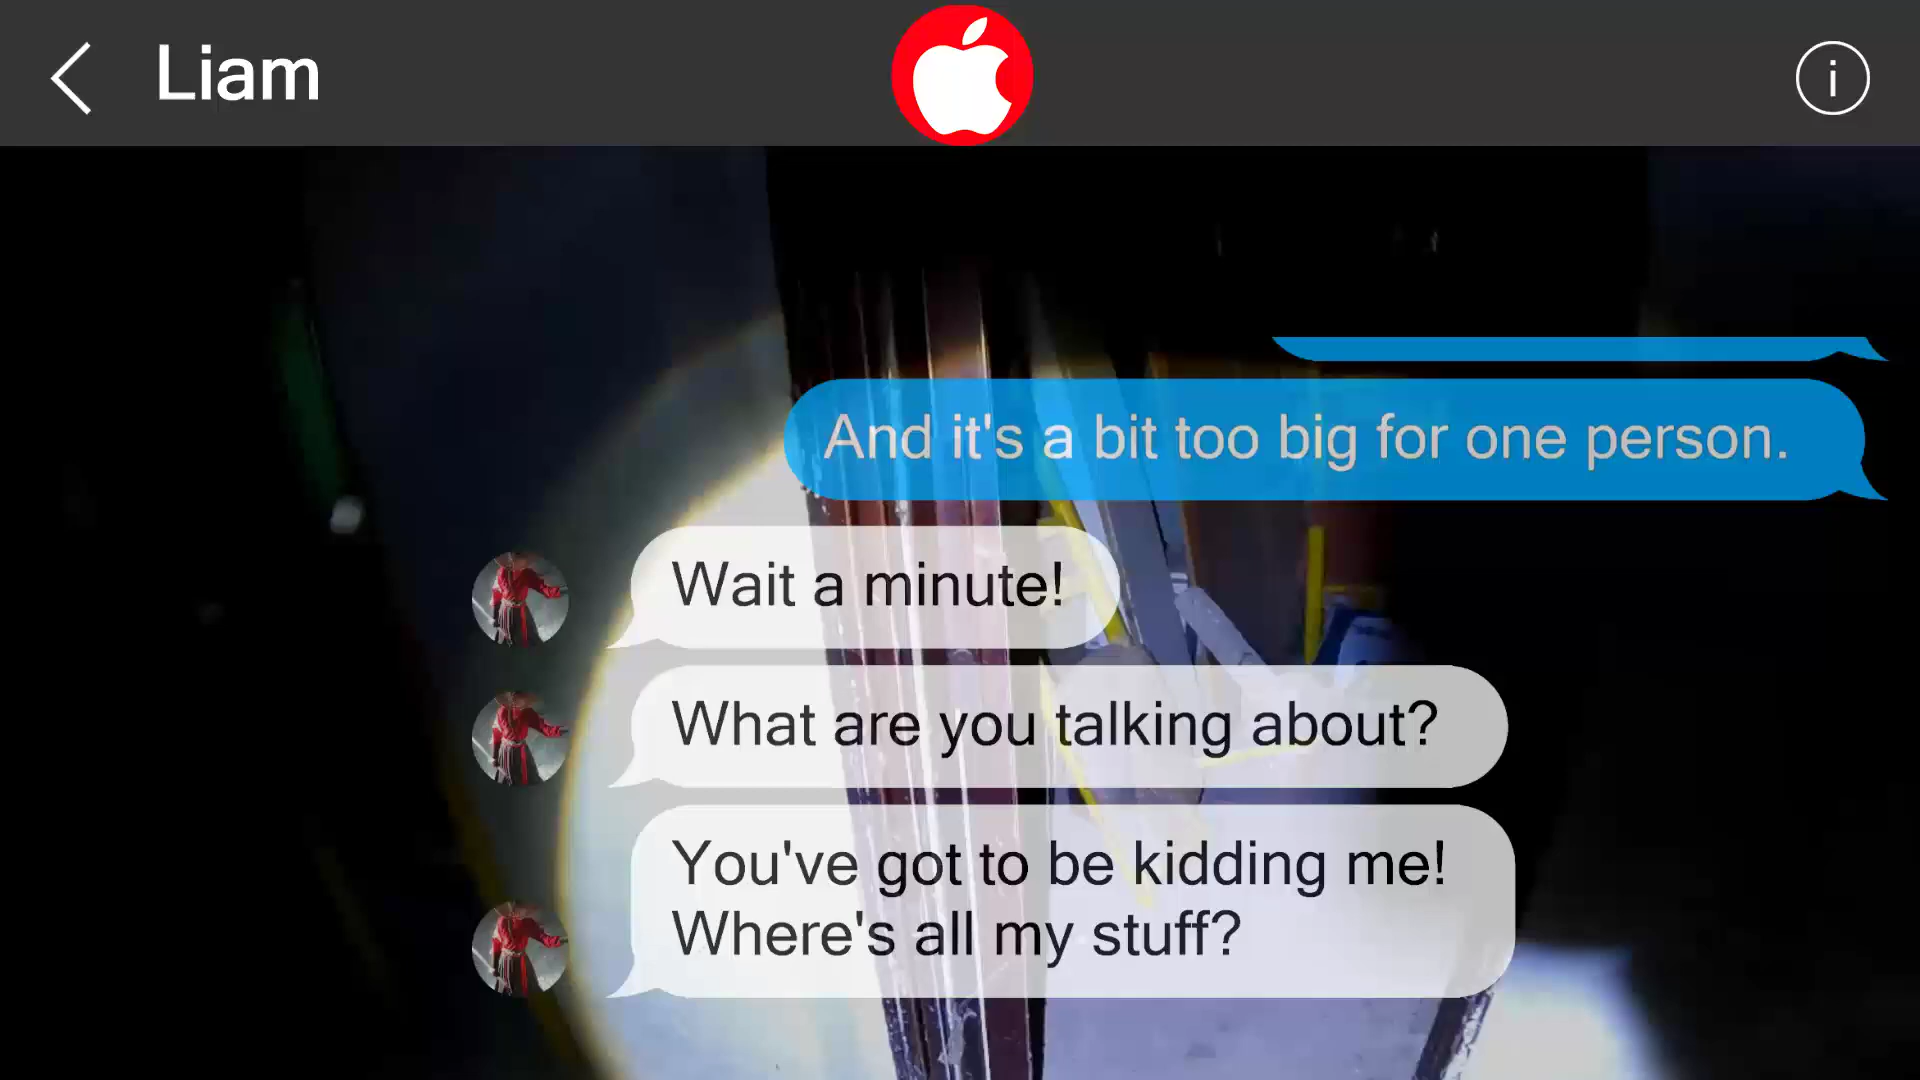 Liam
And it's a bit too big for one person.
Wait a minute!
What are you talking about?
You've got to be kidding me!
Where's all my stuff?